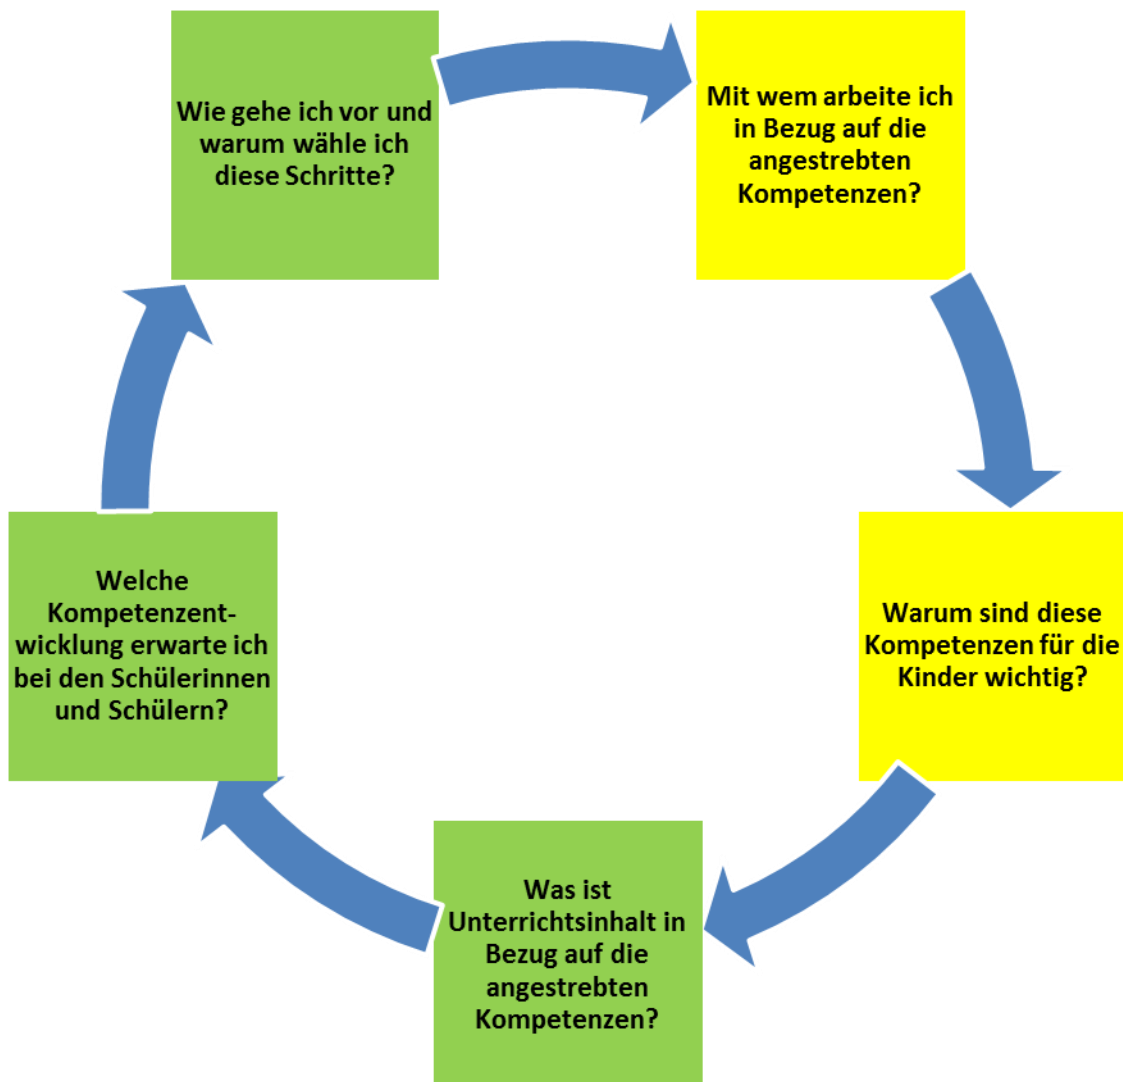 Wie gehe ich vor und
warum wähle ich
diese Schritte?
Mit wem arbeite ich
in Bezug auf die
angestrebten
Kompetenzen?
Warum sind diese
Kompetenzen für die
Kinder wichtig?
Was ist
Unterrichtsinhalt in
Bezug auf die
angestrebten
Kompetenzen?
Welche
Kompetenzent-
wicklung erwarte ich
bei den Schülerinnen
und Schülern?